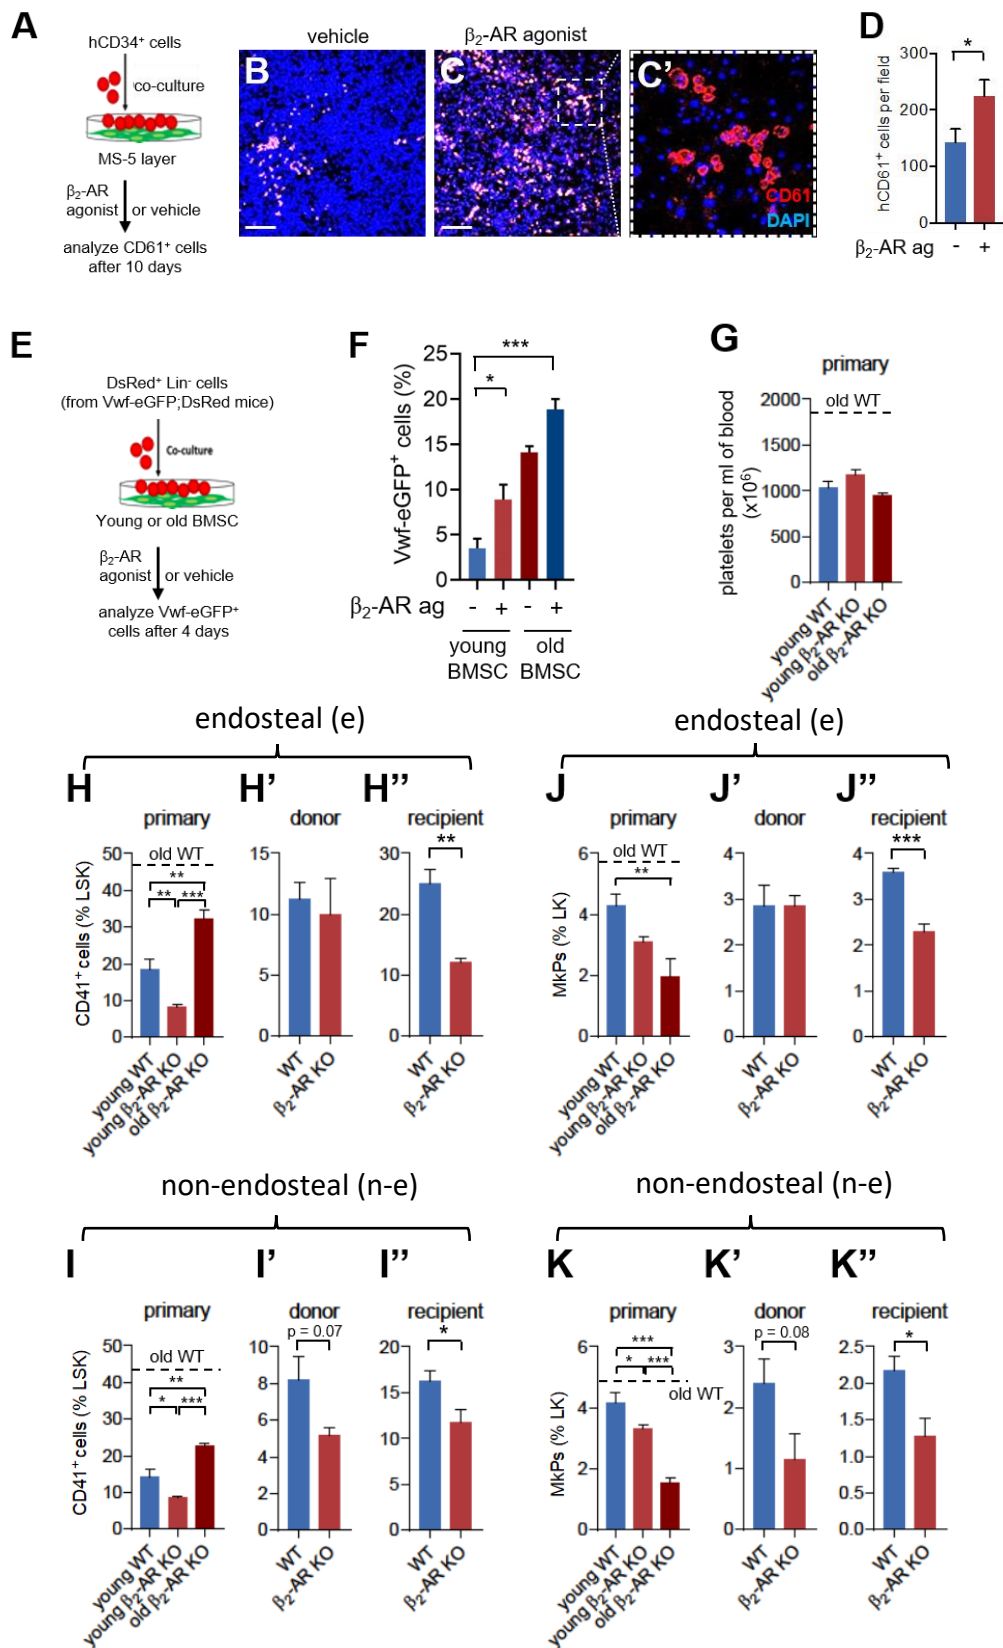 A
hCD34⁺ cells
co-culture
MS-5 layer
β₂-AR
agonist or vehicle
analyze CD61⁺ cells
after 10 days
vehicle
B
β₂-AR agonist
C
C’
CD61
DAPI
D
*
hCD61⁺ cells per field
300
200
100
0
β₂-AR ag - +
E
DsRed⁺ Lin⁻ cells
(from Vwf-eGFP;DsRed mice)
Co-culture
Young or old BMSC
β₂-AR
agonist or vehicle
analyze Vwf-eGFP⁺
cells after 4 days
F
***
*
Vwf-eGFP⁺ cells (%)
25
20
15
10
5
0
β₂-AR ag - + - +
young old
BMSC BMSC
G
primary
old WT
platelets per ml of blood
(x10⁶)
2000
1500
1000
500
0
young WT
young β₂-AR KO
old β₂-AR KO
endosteal (e)
H
primary
old WT
**
** ***
CD41⁺ cells (% LSK)
50
40
30
20
10
0
young WT
young β₂-AR KO
old β₂-AR KO
H’
donor
15
10
5
0
WT
β₂-AR KO
H’’
recipient
**
30
20
10
0
WT
β₂-AR KO
endosteal (e)
J
primary
old WT
**
MkPs (% LK)
6
4
2
0
young WT
young β₂-AR KO
old β₂-AR KO
J’
donor
4
3
2
1
0
WT
β₂-AR KO
J’’
recipient
***
4
3
2
1
0
WT
β₂-AR KO
non-endosteal (n-e)
I
primary
old WT
**
* ***
CD41⁺ cells (% LSK)
50
40
30
20
10
0
young WT
young β₂-AR KO
old β₂-AR KO
I’
donor
p = 0.07
10
8
6
4
2
0
WT
β₂-AR KO
I’’
recipient
*
20
15
10
5
0
WT
β₂-AR KO
non-endosteal (n-e)
K
primary
***
* ***
old WT
MkPs (% LK)
6
4
2
0
young WT
young β₂-AR KO
old β₂-AR KO
K’
donor
p = 0.08
3
2
1
0
WT
β₂-AR KO
K’’
recipient
*
2.5
2.0
1.5
1.0
0.5
0.0
WT
β₂-AR KO